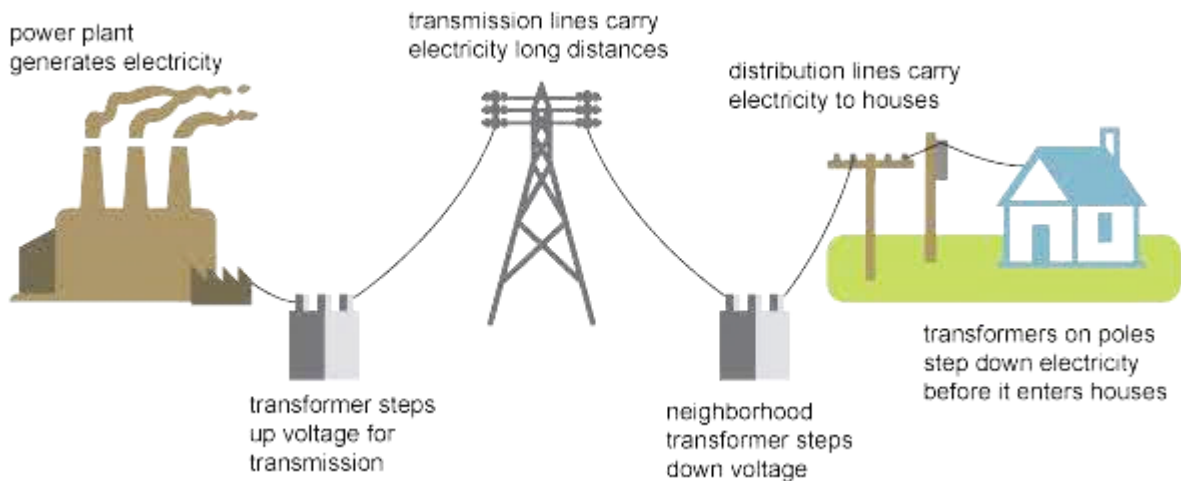 power plant
generates electricity
transmission lines carry
electricity long distances
distribution lines carry
electricity to houses
transformer steps
up voltage for
transmission
neighborhood
transformer steps
down voltage
transformers on poles
step down electricity
before it enters houses